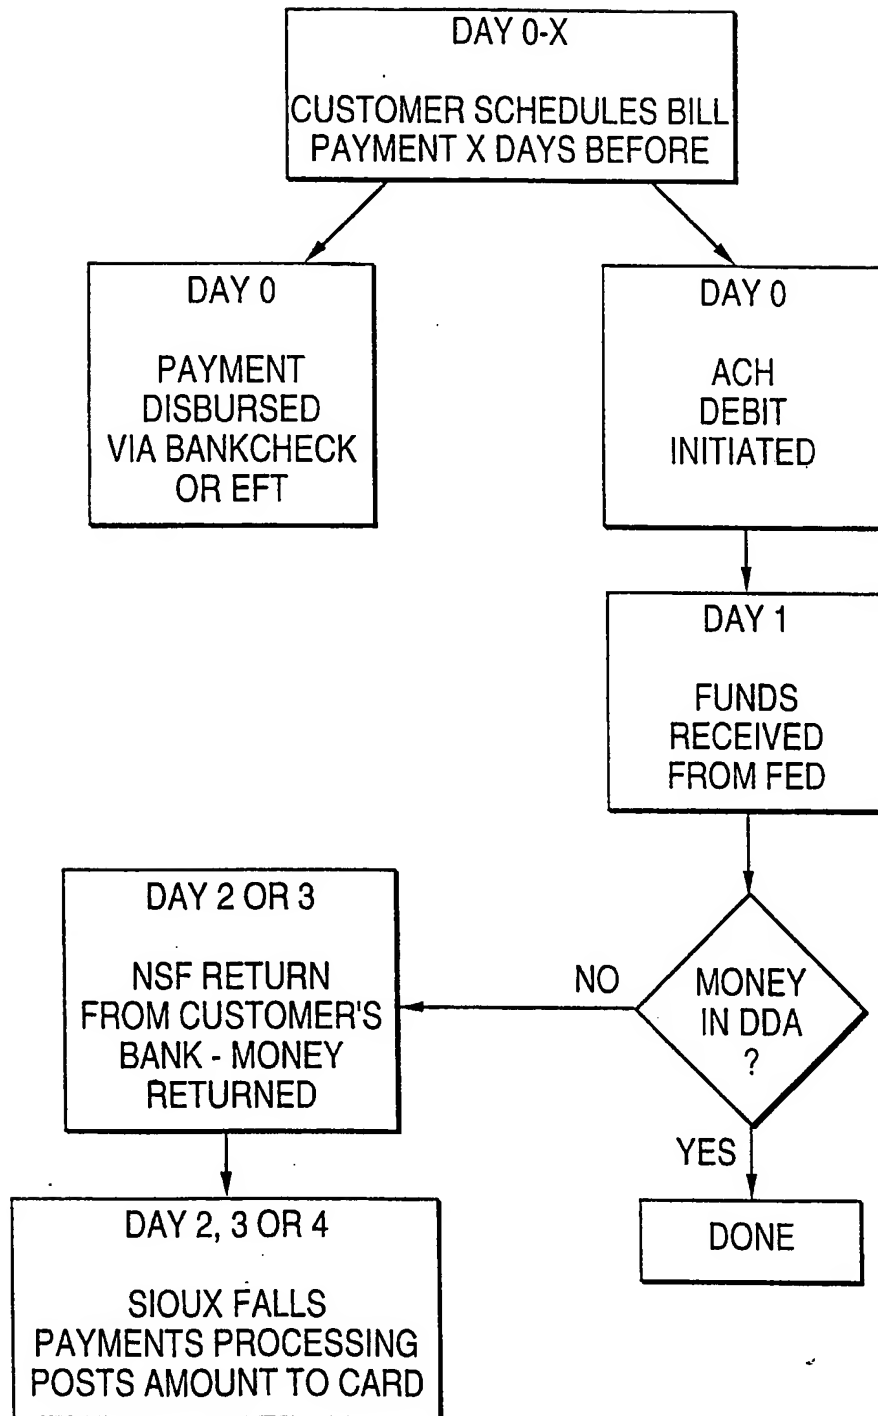 DAY 0-X
CUSTOMER SCHEDULES BILL
PAYMENT X DAYS BEFORE
DAY 0
PAYMENT
DISBURSED
VIA BANKCHECK
OR EFT
DAY 0
ACH
DEBIT
INITIATED
DAY 1
FUNDS
RECEIVED
FROM FED
MONEY
IN DDA
?
NO
YES
DONE
DAY 2 OR 3
NSF RETURN
FROM CUSTOMER'S
BANK - MONEY
RETURNED
DAY 2, 3 OR 4
SIOUX FALLS
PAYMENTS PROCESSING
POSTS AMOUNT TO CARD